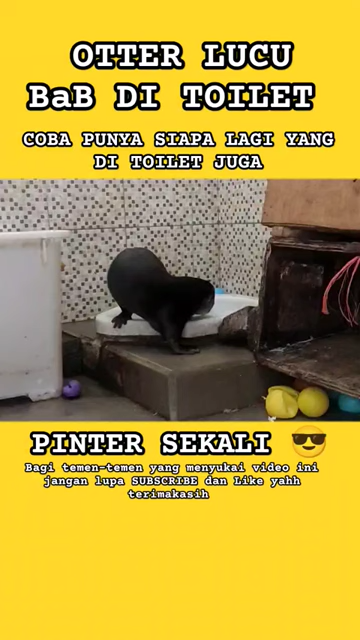 OTTER LUCU
BaB DI TOILET
COBA PUNYA SIAPA LAGI YANG
DI TOILET JUGA
PINTER SEKALI 😎
Bagi temen-temen yang menyukai video ini
jangan lupa SUBSCRIBE dan Like yahh
terimakasih